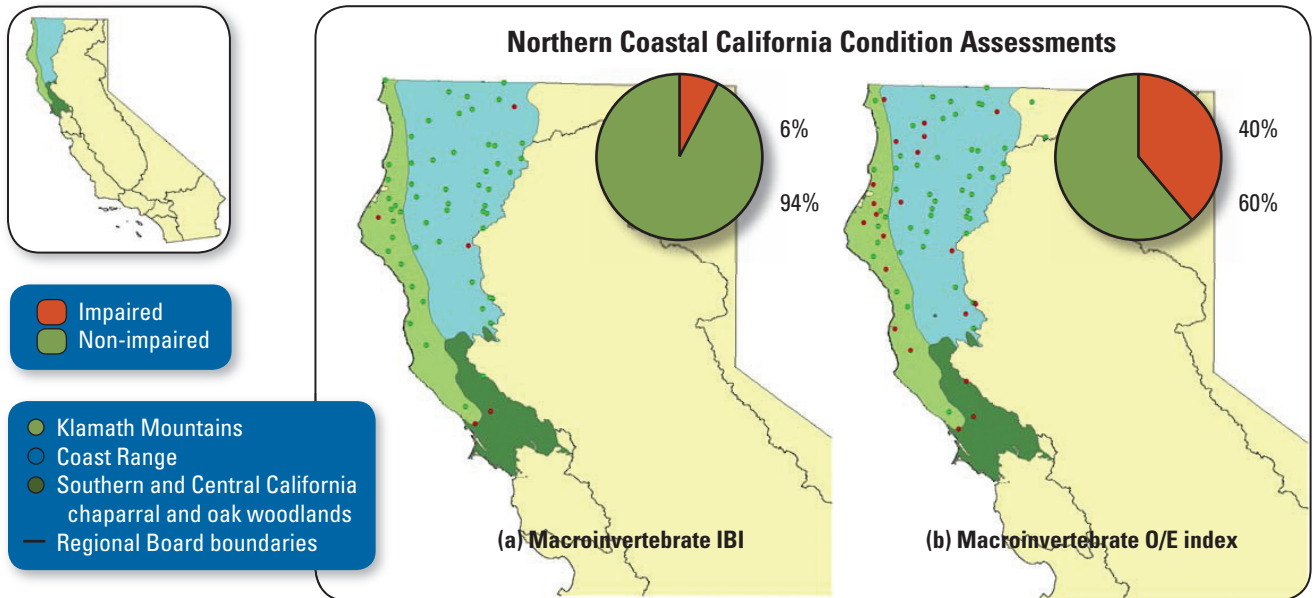 Northern Coastal California Condition Assessments
6%
94%
40%
60%
Impaired
Non-impaired
Klamath Mountains
Coast Range
Southern and Central California
chaparral and oak woodlands
Regional Board boundaries
(a) Macroinvertebrate IBI
(b) Macroinvertebrate O/E index